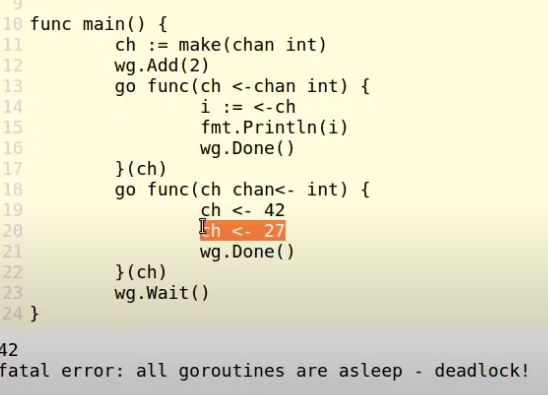 9
10 func main() {
11 ch := make(chan int)
12 wg.Add(2)
13 go func(ch <-chan int) {
14 i := <-ch
15 fmt.Println(i)
16 wg.Done()
17 }(ch)
18 go func(ch chan<- int) {
19 ch <- 42
20 ch <- 27
21 wg.Done()
22 }(ch)
23 wg.Wait()
24 }
42
fatal error: all goroutines are asleep - deadlock!